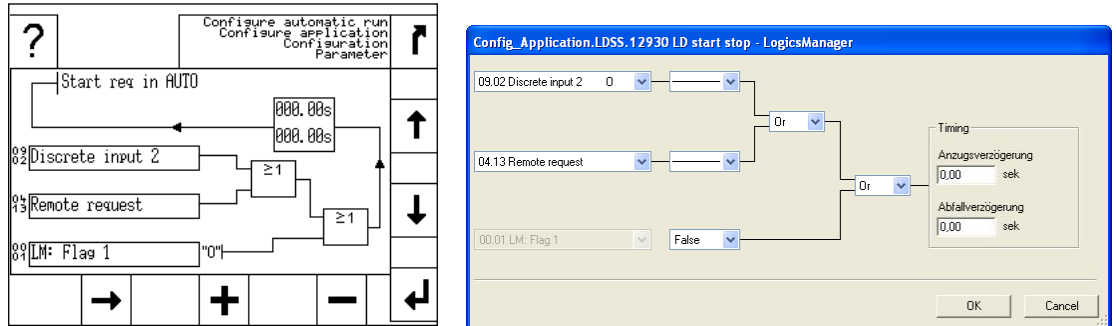 ?
Configure automatic run
Configure application
Configuration
Parameter
Start req in AUTO
000.00s
000.00s
09
02 Discrete input 2
≥1
04
13 Remote request
≥1
00
01 LM: Flag 1 "0"
+
−
Config_Application.LDSS.12930 LD start stop - LogicsManager
09.02 Discrete input 2 O
Or
Timing
04.13 Remote request
Anzugsverzögerung
0,00 sek
Or
Abfallverzögerung
0,00 sek
00.01 LM: Flag 1 False
OK Cancel